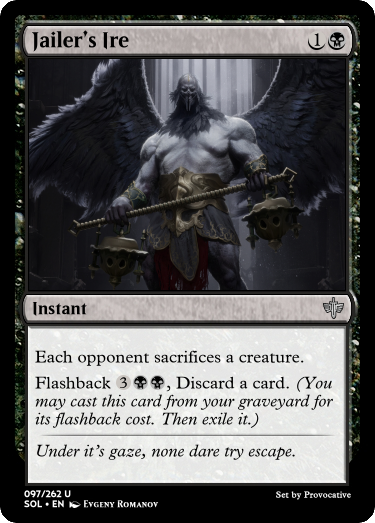 Jailer's Ire 1
Instant
Each opponent sacrifices a creature.
Flashback 3, Discard a card. (You
may cast this card from your graveyard for
its flashback cost. Then exile it.)
Under it's gaze, none dare try escape.
097/262 U
SOL • EN Evgeny Romanov
Set by Provocative